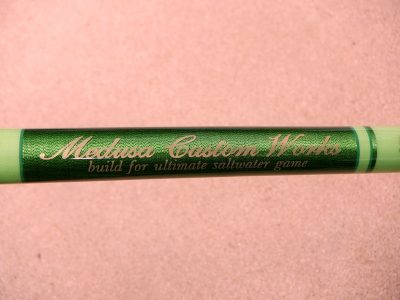 Medusa Custom Works
build for ultimate saltwater game